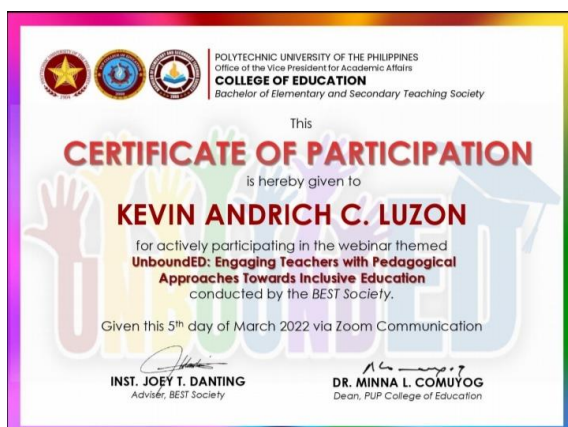 POLYTECHNIC UNIVERSITY OF THE PHILIPPINES
Office of the Vice President for Academic Affairs
COLLEGE OF EDUCATION
Bachelor of Elementary and Secondary Teaching Society
This
CERTIFICATE OF PARTICIPATION
is hereby given to
KEVIN ANDRICH C. LUZON
for actively participating in the webinar themed
UnboundED: Engaging Teachers with Pedagogical
Approaches Towards Inclusive Education
conducted by the BEST Society.
Given this 5th day of March 2022 via Zoom Communication
UNBOUNDED
INST. JOEY T. DANTING
Adviser, BEST Society
DR. MINNA L. COMUYOG
Dean, PUP College of Education